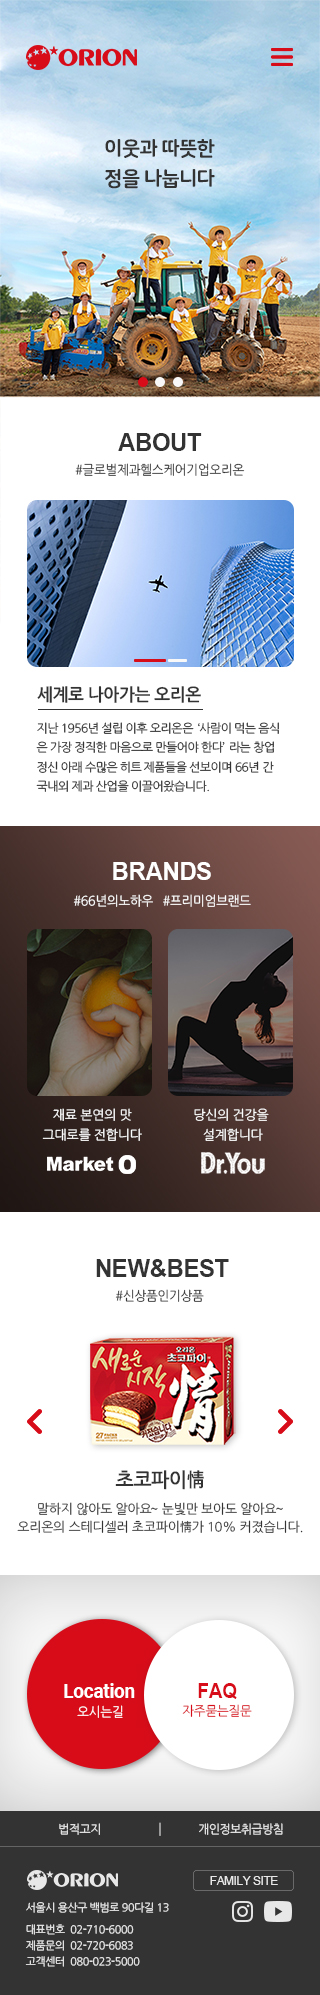 ORION
이웃과 따뜻한
정을 나눕니다
ABOUT
#글로벌제과헬스케어기업오리온
세계로 나아가는 오리온
지난 1956년 설립 이후 오리온은 ‘사람이 먹는 음식
은 가장 정직한 마음으로 만들어야 한다’ 라는 창업
정신 아래 수많은 히트 제품들을 선보이며 66년 간
국내외 제과 산업을 이끌어왔습니다.
BRANDS
#66년의노하우 #프리미엄브랜드
재료 본연의 맛
그대로를 전합니다
Market O
당신의 건강을
설계합니다
Dr.You
NEW&BEST
#신상품인기상품
오리온
초코파이
새로운
시작
情
27
초코파이情
말하지 않아도 알아요~ 눈빛만 보아도 알아요~
오리온의 스테디셀러 초코파이情가 10% 커졌습니다.
Location
오시는길
FAQ
자주묻는질문
법적고지 | 개인정보취급방침
ORION
FAMILY SITE
서울시 용산구 백범로 90다길 13
대표번호 02-710-6000
제품문의 02-720-6083
고객센터 080-023-5000